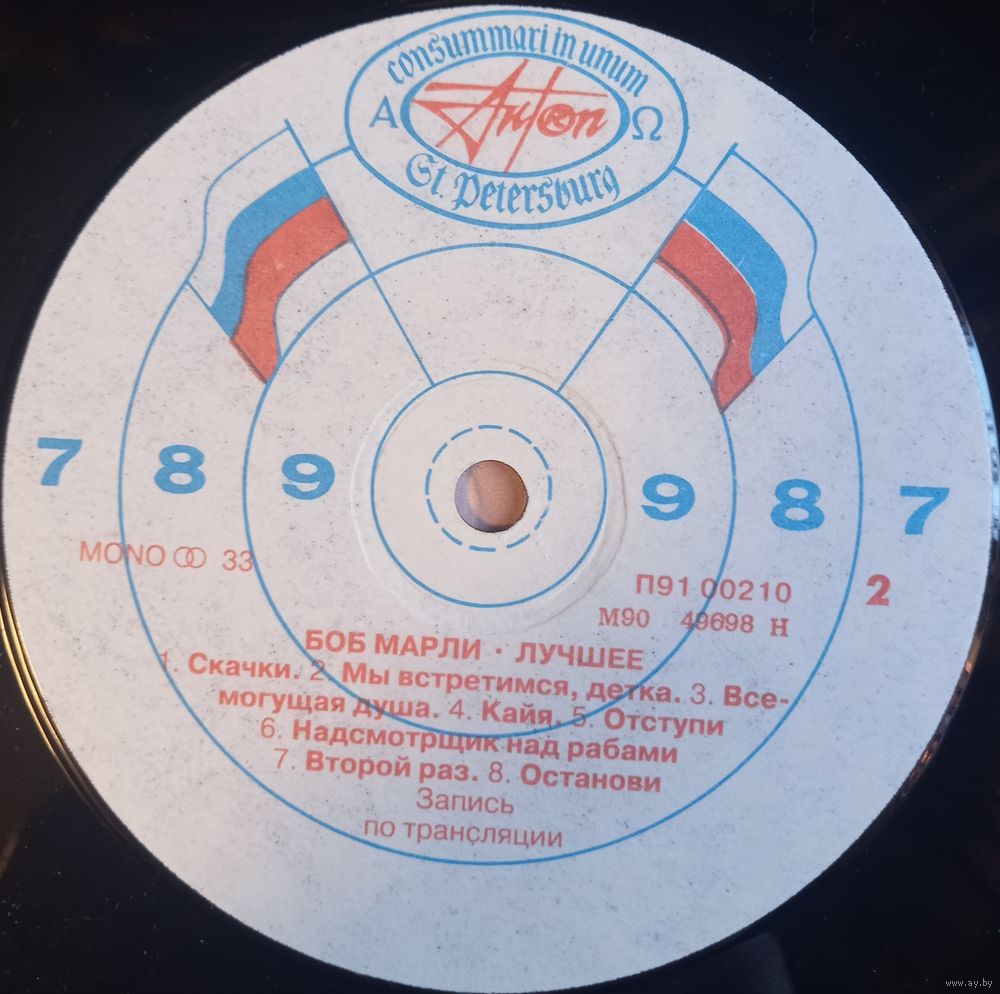 consummari in unum
Α Anton Ω
St. Petersburg
7 8 9 9 8 7
MONO 33
П91 00210 2
М90 49698 Н
БОБ МАРЛИ · ЛУЧШЕЕ
1. Скачки. 2. Мы встретимся, детка. 3. Все-
могущая душа. 4. Кайя. 5. Отступи
6. Надсмотрщик над рабами
7. Второй раз. 8. Останови
Запись
по трансляции
www.ay.by